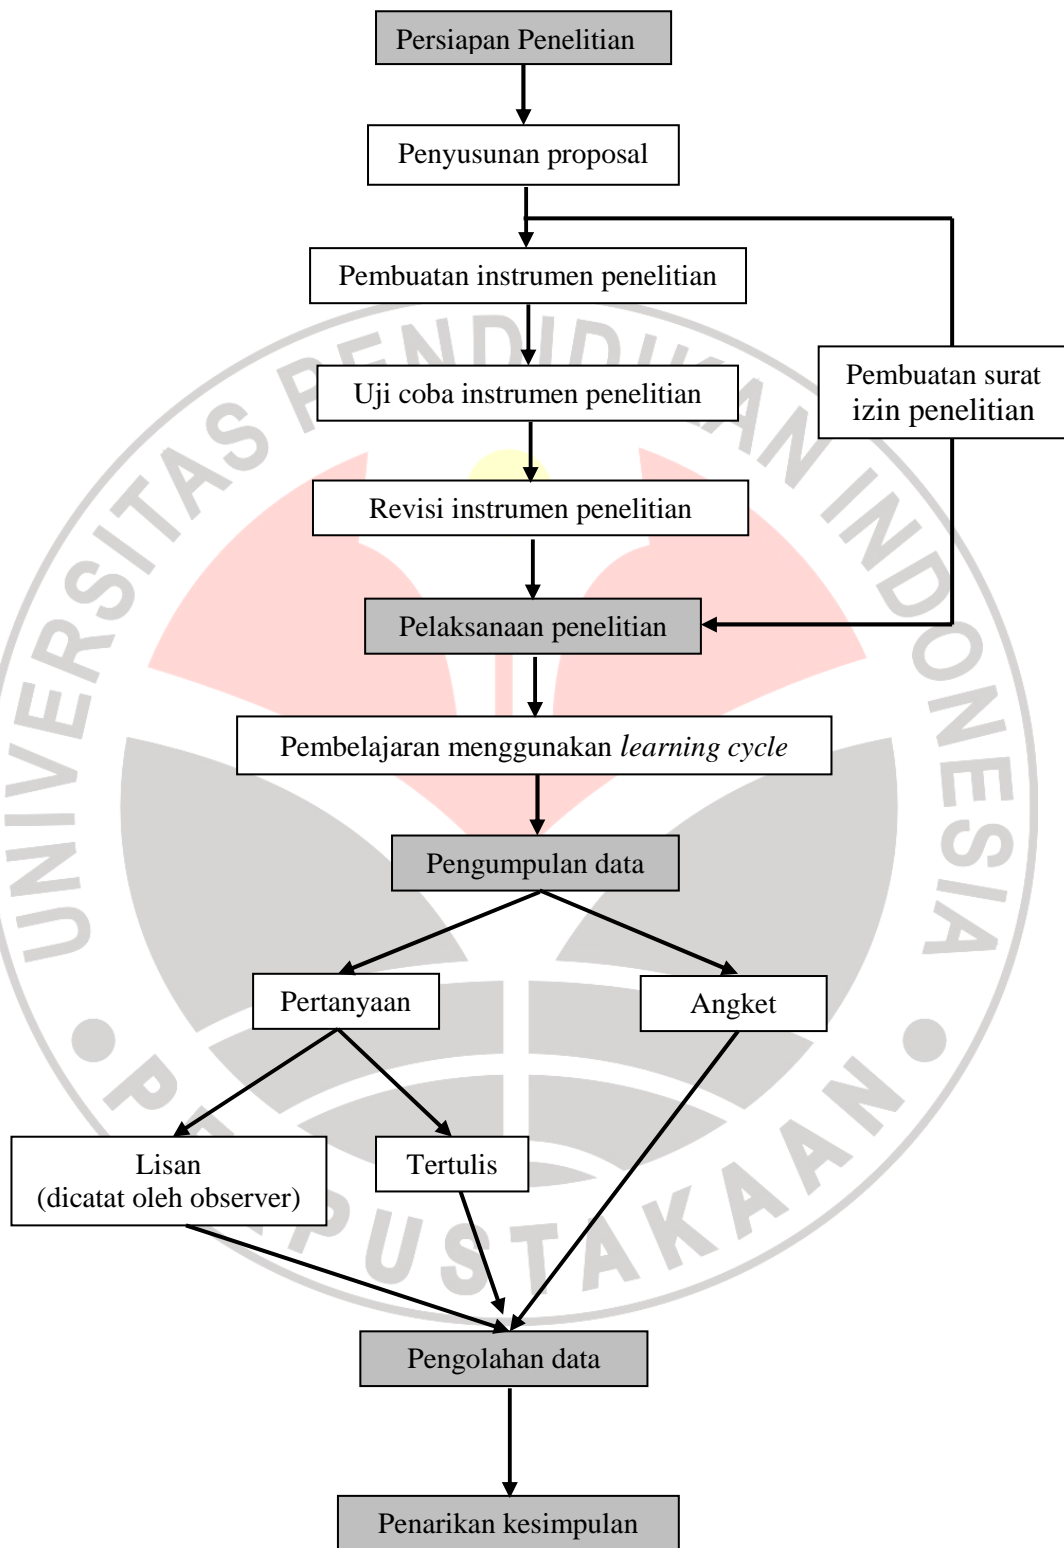 Persiapan Penelitian
Penyusunan proposal
Pembuatan instrumen penelitian
Uji coba instrumen penelitian
Pembuatan surat
izin penelitian
Revisi instrumen penelitian
Pelaksanaan penelitian
Pembelajaran menggunakan learning cycle
Pengumpulan data
Pertanyaan
Angket
Lisan
(dicatat oleh observer)
Tertulis
Pengolahan data
Penarikan kesimpulan
UNIVERSITAS PENDIDIKAN INDONESIA
PERPUSTAKAAN